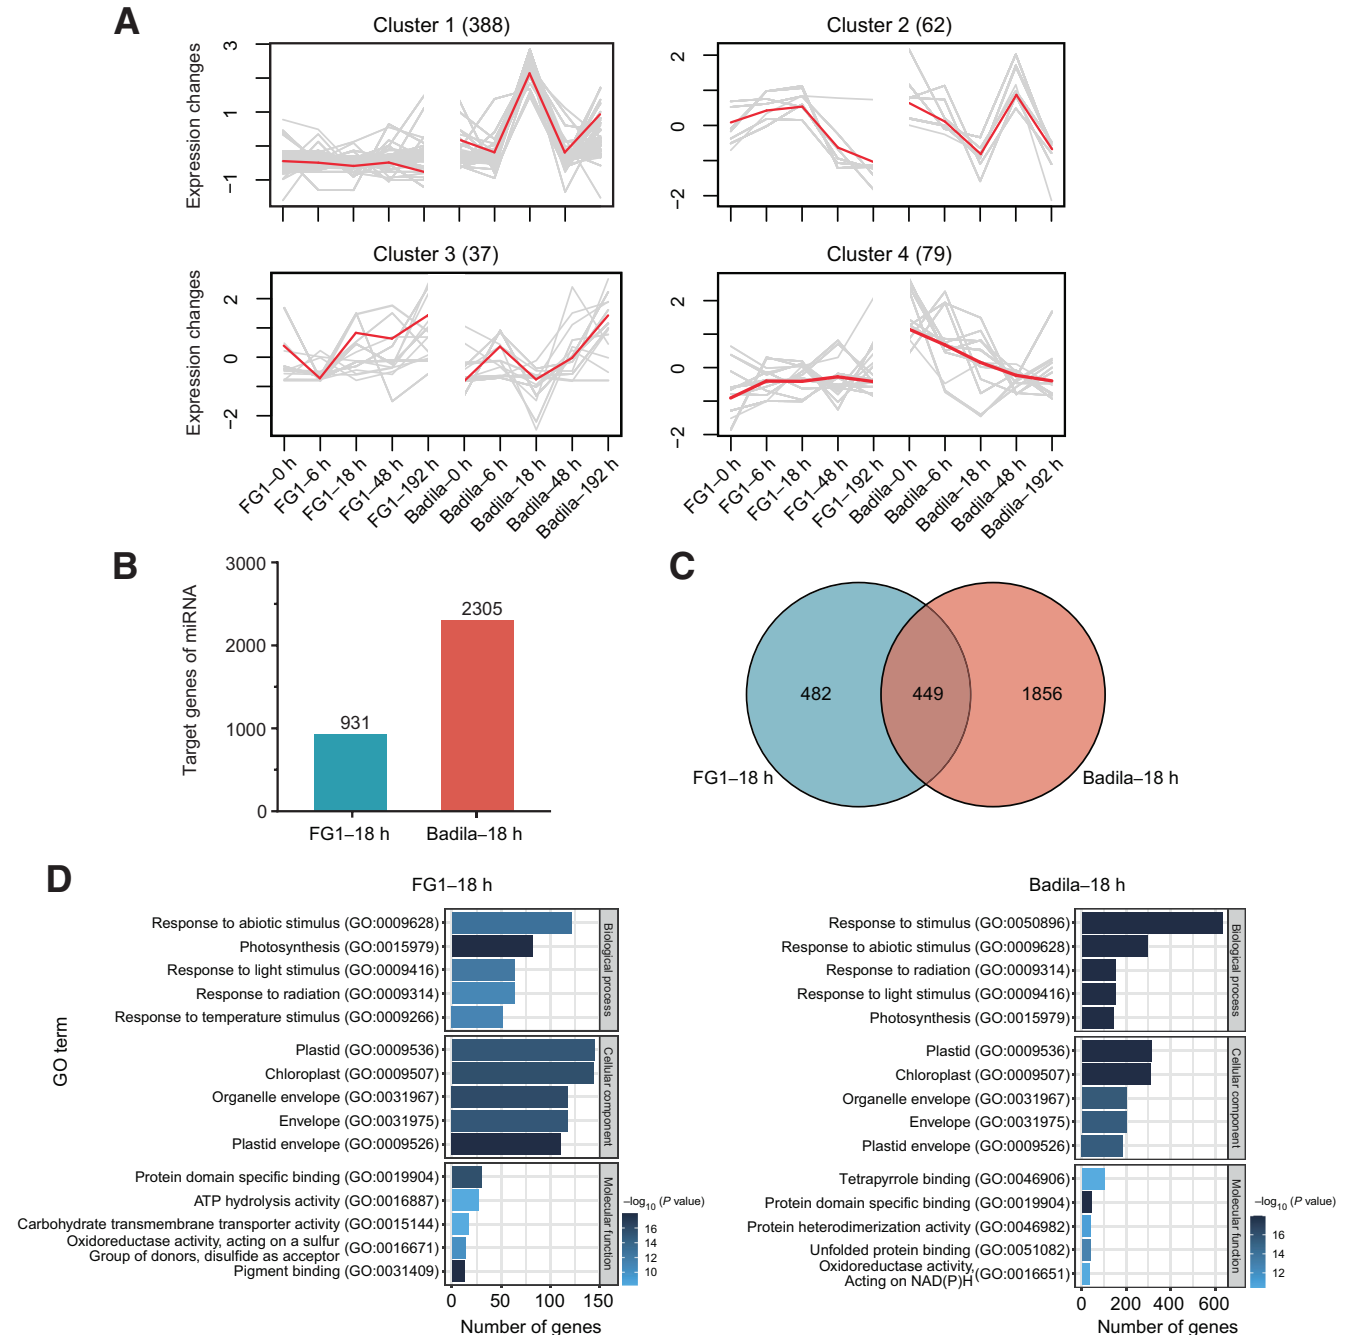 A
Cluster 1 (388)
Cluster 2 (62)
Expression changes
3
1
−1
2
0
−2
Cluster 3 (37)
Cluster 4 (79)
Expression changes
2
0
−2
2
0
−2
FG1–0 h
FG1–6 h
FG1–18 h
FG1–48 h
FG1–192 h
Badila–0 h
Badila–6 h
Badila–18 h
Badila–48 h
Badila–192 h
FG1–0 h
FG1–6 h
FG1–18 h
FG1–48 h
FG1–192 h
Badila–0 h
Badila–6 h
Badila–18 h
Badila–48 h
Badila–192 h
B
Target genes of miRNA
3000
2000
1000
0
931
2305
FG1–18 h
Badila–18 h
C
482
449
1856
FG1–18 h
Badila–18 h
D
GO term
FG1–18 h
Response to abiotic stimulus (GO:0009628)
Photosynthesis (GO:0015979)
Response to light stimulus (GO:0009416)
Response to radiation (GO:0009314)
Response to temperature stimulus (GO:0009266)
Biological process
Plastid (GO:0009536)
Chloroplast (GO:0009507)
Organelle envelope (GO:0031967)
Envelope (GO:0031975)
Plastid envelope (GO:0009526)
Cellular component
Protein domain specific binding (GO:0019904)
ATP hydrolysis activity (GO:0016887)
Carbohydrate transmembrane transporter activity (GO:0015144)
Oxidoreductase activity, acting on a sulfur
Group of donors, disulfide as acceptor (GO:0016671)
Pigment binding (GO:0031409)
Molecular function
0 50 100 150
Number of genes
–log10 (P value)
16
14
12
10
Badila–18 h
Response to stimulus (GO:0050896)
Response to abiotic stimulus (GO:0009628)
Response to radiation (GO:0009314)
Response to light stimulus (GO:0009416)
Photosynthesis (GO:0015979)
Biological process
Plastid (GO:0009536)
Chloroplast (GO:0009507)
Organelle envelope (GO:0031967)
Envelope (GO:0031975)
Plastid envelope (GO:0009526)
Cellular component
Tetrapyrrole binding (GO:0046906)
Protein domain specific binding (GO:0019904)
Protein heterodimerization activity (GO:0046982)
Unfolded protein binding (GO:0051082)
Oxidoreductase activity,
Acting on NAD(P)H (GO:0016651)
Molecular function
0 200 400 600
Number of genes
–log10 (P value)
16
14
12